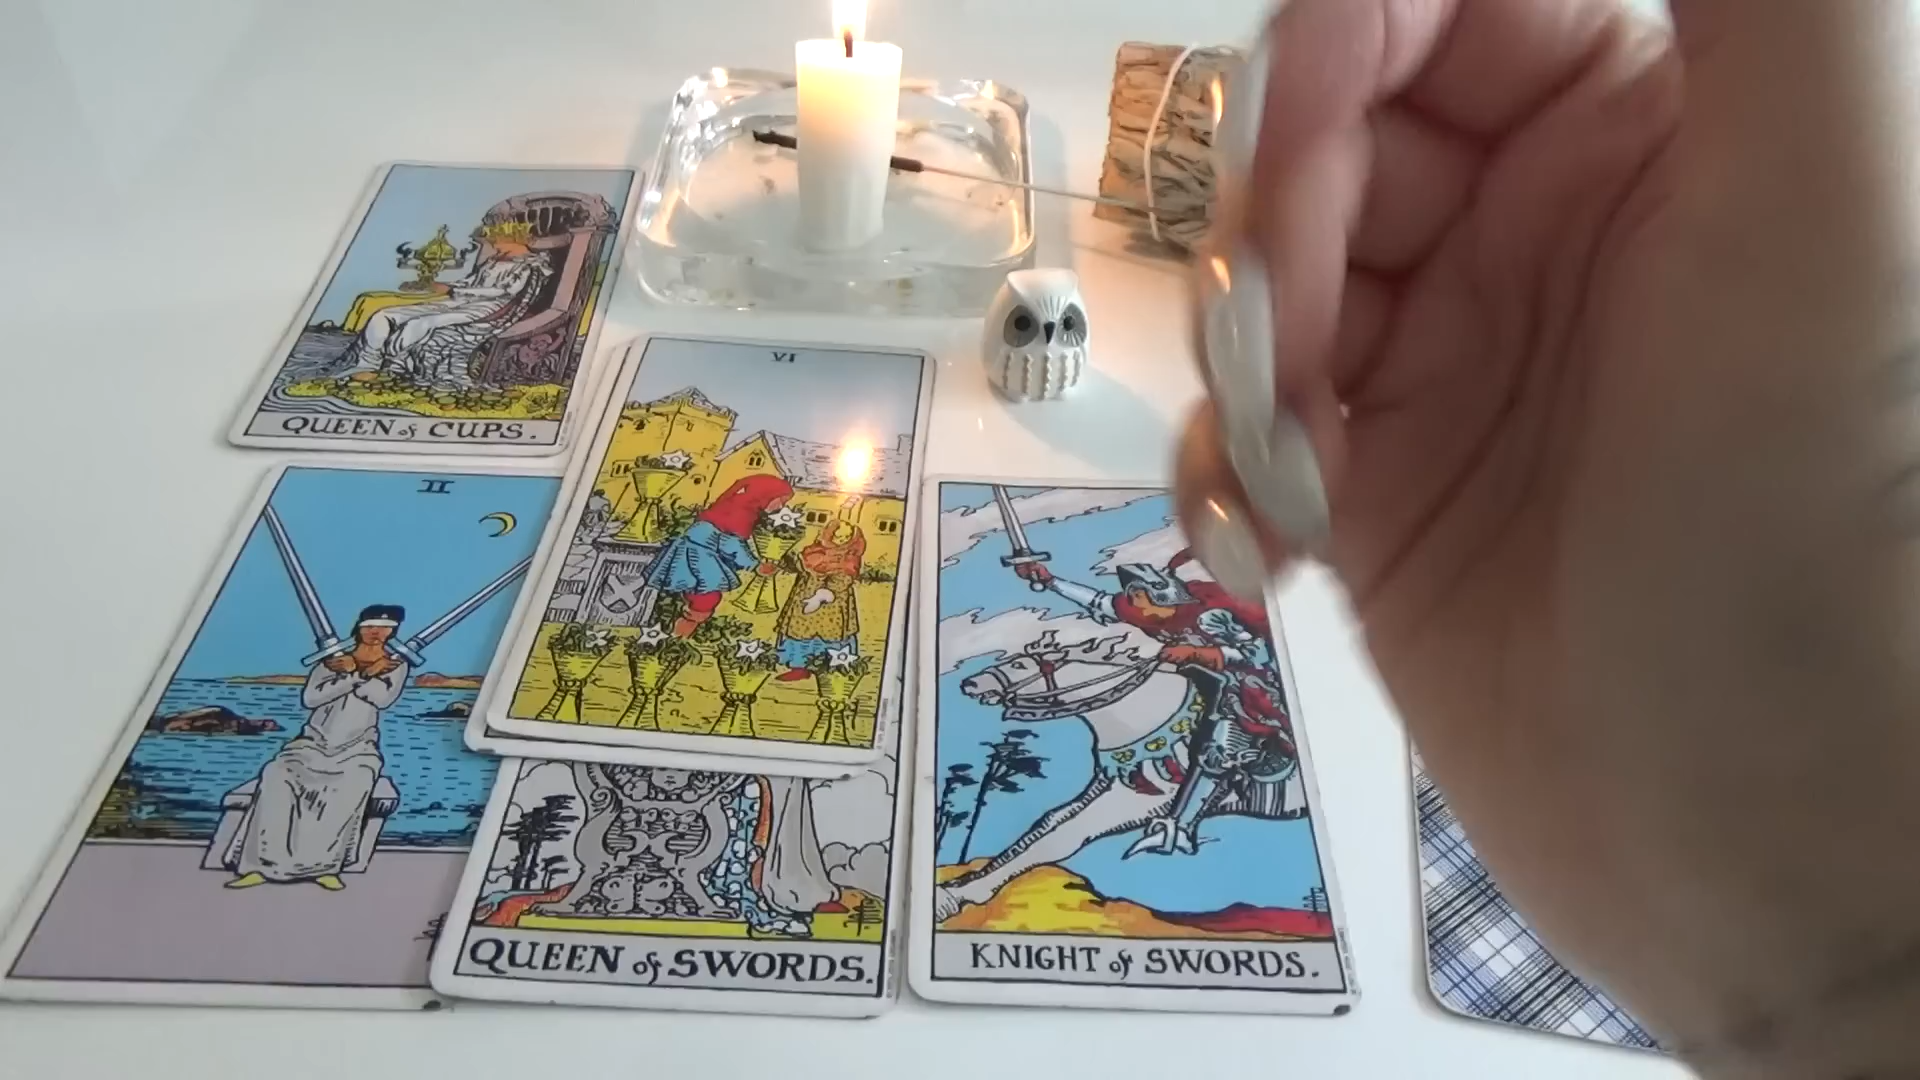 QUEEN of CUPS.
VI
II
QUEEN of SWORDS.
KNIGHT of SWORDS.